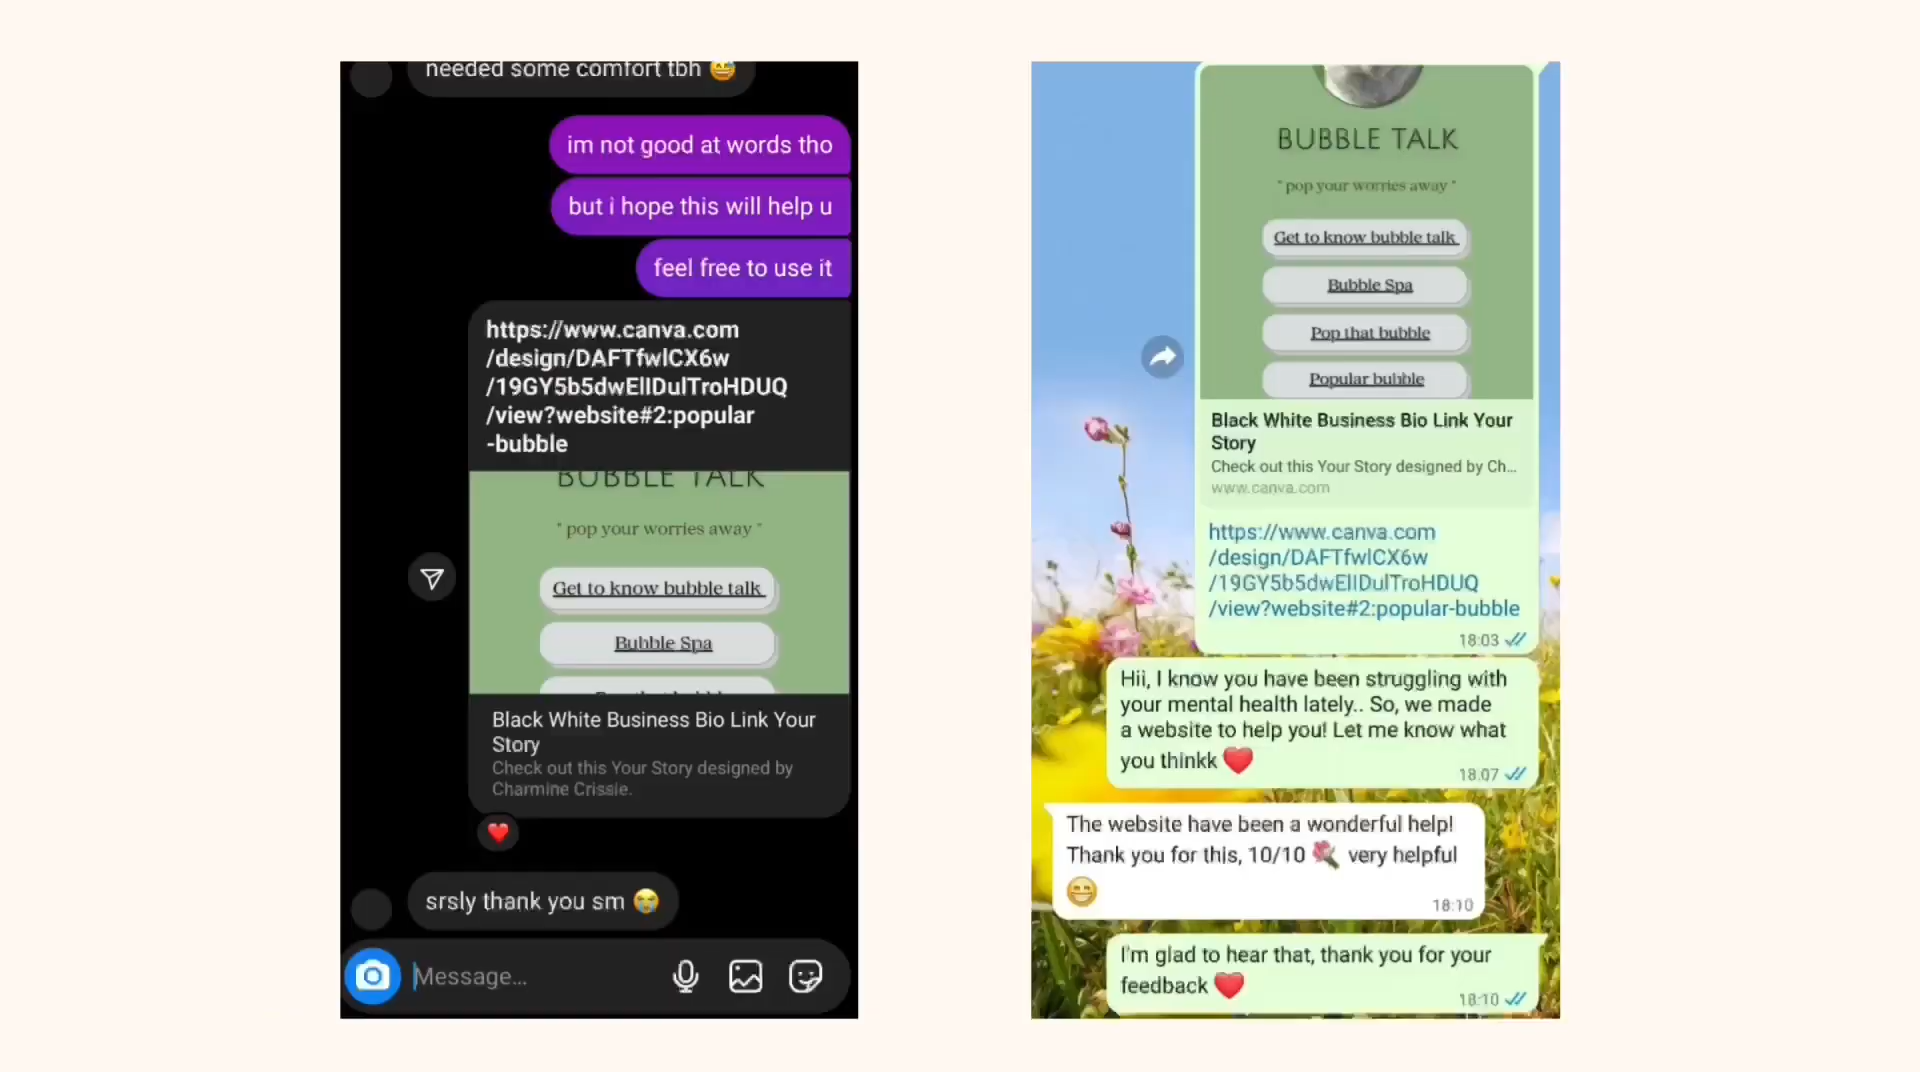 needed some comfort tbh 😅
im not good at words tho
but i hope this will help u
feel free to use it
https://www.canva.com
/design/DAFTfwlCX6w
/19GY5b5dwEllDulTroHDUQ
/view?website#2:popular
-bubble
BUBBLE TALK
" pop your worries away "
Get to know bubble talk
Bubble Spa
Black White Business Bio Link Your
Story
Check out this Your Story designed by
Charmine Crissie.
❤️
srsly thank you sm 😭
Message...
BUBBLE TALK
" pop your worries away "
Get to know bubble talk
Bubble Spa
Pop that bubble
Popular bubble
Black White Business Bio Link Your
Story
Check out this Your Story designed by Ch...
www.canva.com
https://www.canva.com
/design/DAFTfwlCX6w
/19GY5b5dwEllDulTroHDUQ
/view?website#2:popular-bubble
18:03
Hii, I know you have been struggling with
your mental health lately.. So, we made
a website to help you! Let me know what
you thinkk ❤️
18:07
The website have been a wonderful help!
Thank you for this, 10/10 🌹 very helpful
😁
18:10
I'm glad to hear that, thank you for your
feedback ❤️
18:10